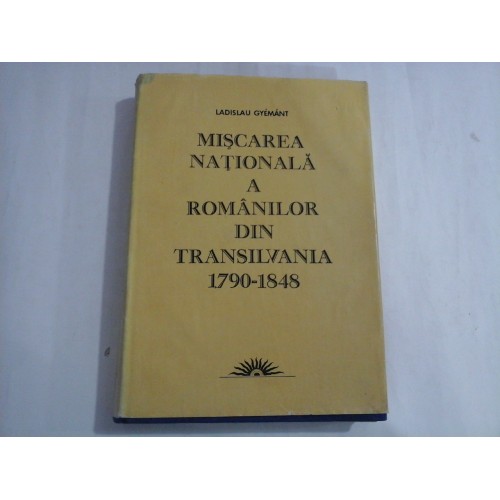 LADISLAU GYÉMÁNT
MIŞCAREA
NAŢIONALĂ
A
ROMÂNILOR
DIN
TRANSILVANIA
1790-1848